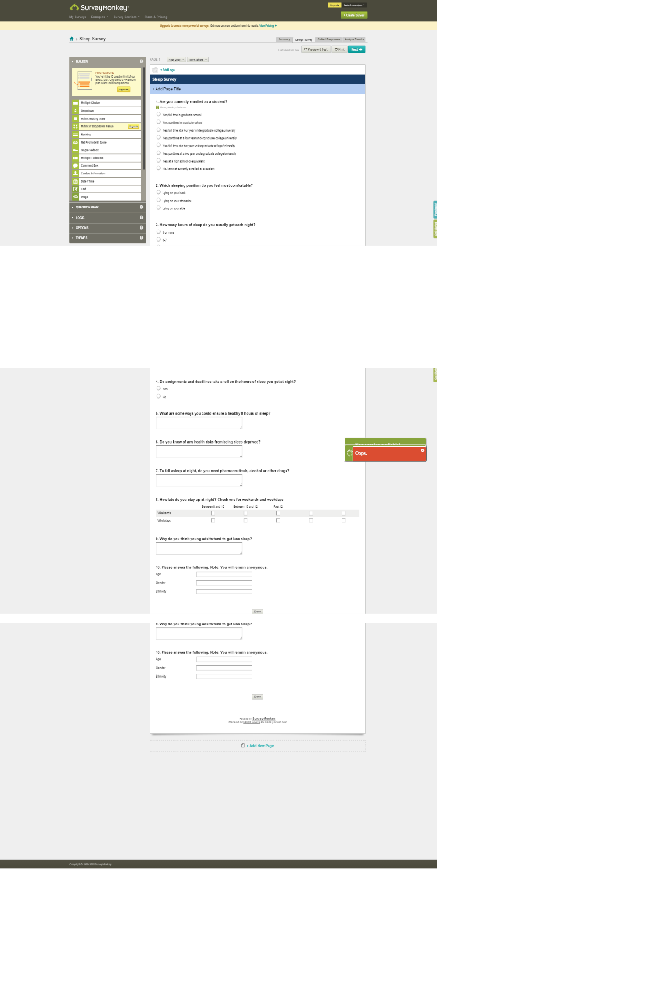 SurveyMonkey®
Upgrade
My Surveys Examples Survey Services Plans & Pricing
+ Create Survey
Upgrade to create more powerful surveys: Get more answers and turn them into results. View Pricing →
Sleep Survey
Summary Design Survey Collect Responses Analyze Results
Last saved just now Preview & Test Print Next →
BUILDER
PRO FEATURE
You've hit the 10 question limit of our
BASIC plan. Upgrade to a PREMIUM
plan to add unlimited questions.
Upgrade
Multiple Choice
Dropdown
Matrix / Rating Scale
Matrix of Dropdown Menus Upgrade
Ranking
Net Promoter® Score
Single Textbox
Multiple Textboxes
Comment Box
Contact Information
Date / Time
Text
Image
QUESTION BANK
LOGIC
OPTIONS
THEMES
PAGE 1 Page Logic More Actions
+ Add Logo
Sleep Survey
+ Add Page Title
1. Are you currently enrolled as a student?
SurveyMonkey Audience
Yes, full time in graduate school
Yes, part time in graduate school
Yes, full time at a four year undergraduate college/university
Yes, part time at a four year undergraduate college/university
Yes, full time at a two year undergraduate college/university
Yes, part time at a two year undergraduate college/university
Yes, at a high school or equivalent
No, I am not currently enrolled as a student
2. Which sleeping position do you feel most comfortable?
Lying on your back
Lying on your stomache
Lying on your side
3. How many hours of sleep do you usually get each night?
8 or more
6-7
Feedback!
Get Started
4. Do assignments and deadlines take a toll on the hours of sleep you get at night?
Yes
No
5. What are some ways you could ensure a healthy 8 hours of sleep?
6. Do you know of any health risks from being sleep deprived?
Oops.
7. To fall asleep at night, do you need pharmaceuticals, alcohol or other drugs?
8. How late do you stay up at night? Check one for weekends and weekdays
Between 8 and 10 Between 10 and 12 Past 12
Weekends
Weekdays
9. Why do you think young adults tend to get less sleep?
10. Please answer the following. Note: You will remain anonymous.
Age
Gender
Ethnicity
Done
9. Why do you think young adults tend to get less sleep?
10. Please answer the following. Note: You will remain anonymous.
Age
Gender
Ethnicity
Done
Powered by SurveyMonkey
Check out our sample surveys and create your own now!
+ Add New Page
Copyright © 1999-2015 SurveyMonkey